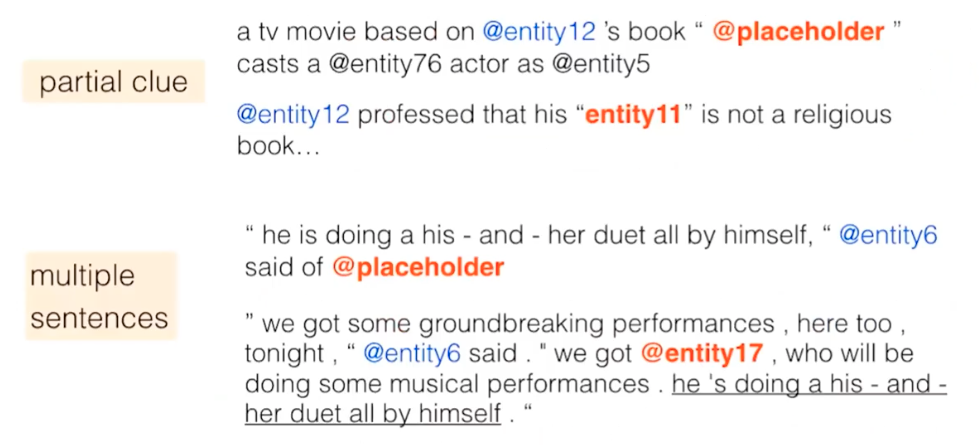 partial clue
a tv movie based on @entity12 's book “ @placeholder ”
casts a @entity76 actor as @entity5
@entity12 professed that his “entity11” is not a religious
book…
multiple
sentences
“ he is doing a his - and - her duet all by himself, “ @entity6
said of @placeholder
” we got some groundbreaking performances , here too ,
tonight , “ @entity6 said . " we got @entity17 , who will be
doing some musical performances . he 's doing a his - and -
her duet all by himself . “